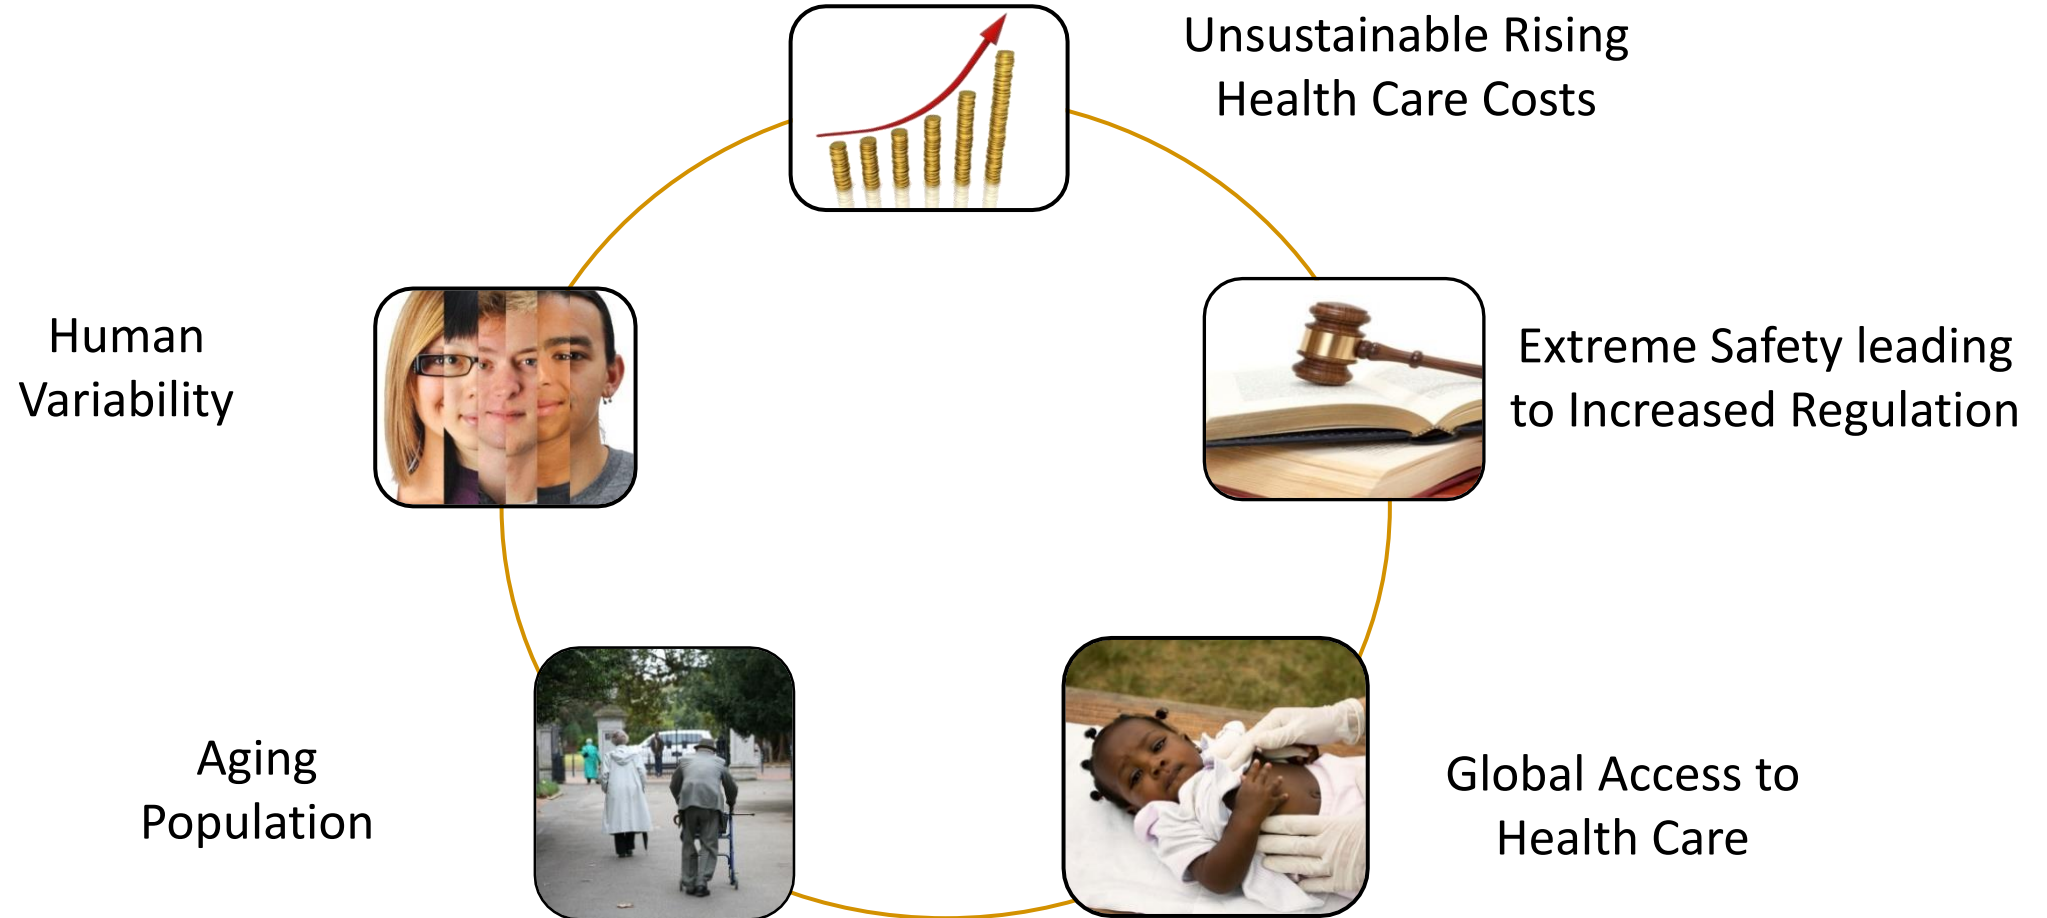 Unsustainable Rising
Health Care Costs
Human
Variability
Extreme Safety leading
to Increased Regulation
Aging
Population
Global Access to
Health Care